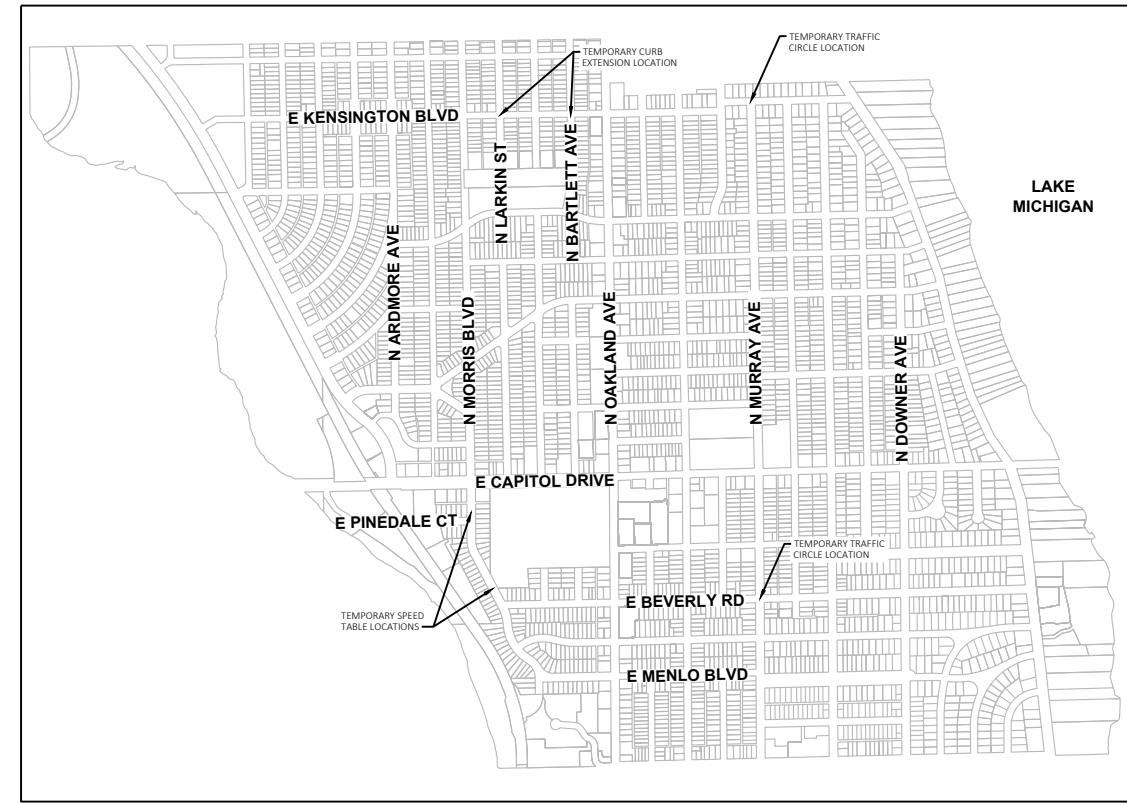 TEMPORARY TRAFFIC
CIRCLE LOCATION
TEMPORARY CURB
EXTENSION LOCATION
E KENSINGTON BLVD
N LARKIN ST
N BARTLETT AVE
LAKE
MICHIGAN
N ARDMORE AVE
N MORRIS BLVD
N OAKLAND AVE
N MURRAY AVE
N DOWNER AVE
E CAPITOL DRIVE
E PINEDALE CT
TEMPORARY TRAFFIC
CIRCLE LOCATION
E BEVERLY RD
TEMPORARY SPEED
TABLE LOCATIONS
E MENLO BLVD